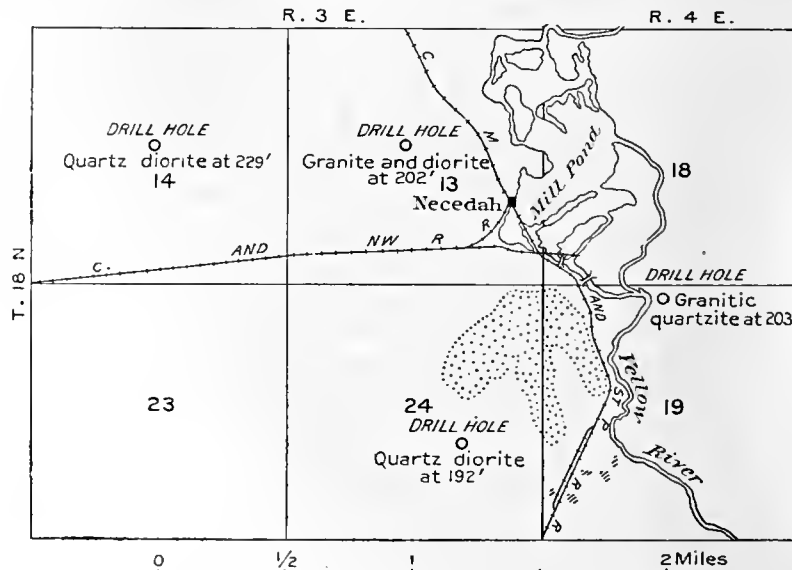 R. 3 E.
R. 4 E.
C.
M
AND
ST
P
R
R
DRILL HOLE
Quartz diorite at 229'
14
DRILL HOLE
Granite and diorite
at 202'
13
Mill Pond
18
Necedah
R
C.
AND
NW
R
T. 18 N
DRILL HOLE
Granitic
quartzite at 203
23
24
19
Yellow
River
DRILL HOLE
Quartz diorite
at 192'
0
1/2
1
2 Miles